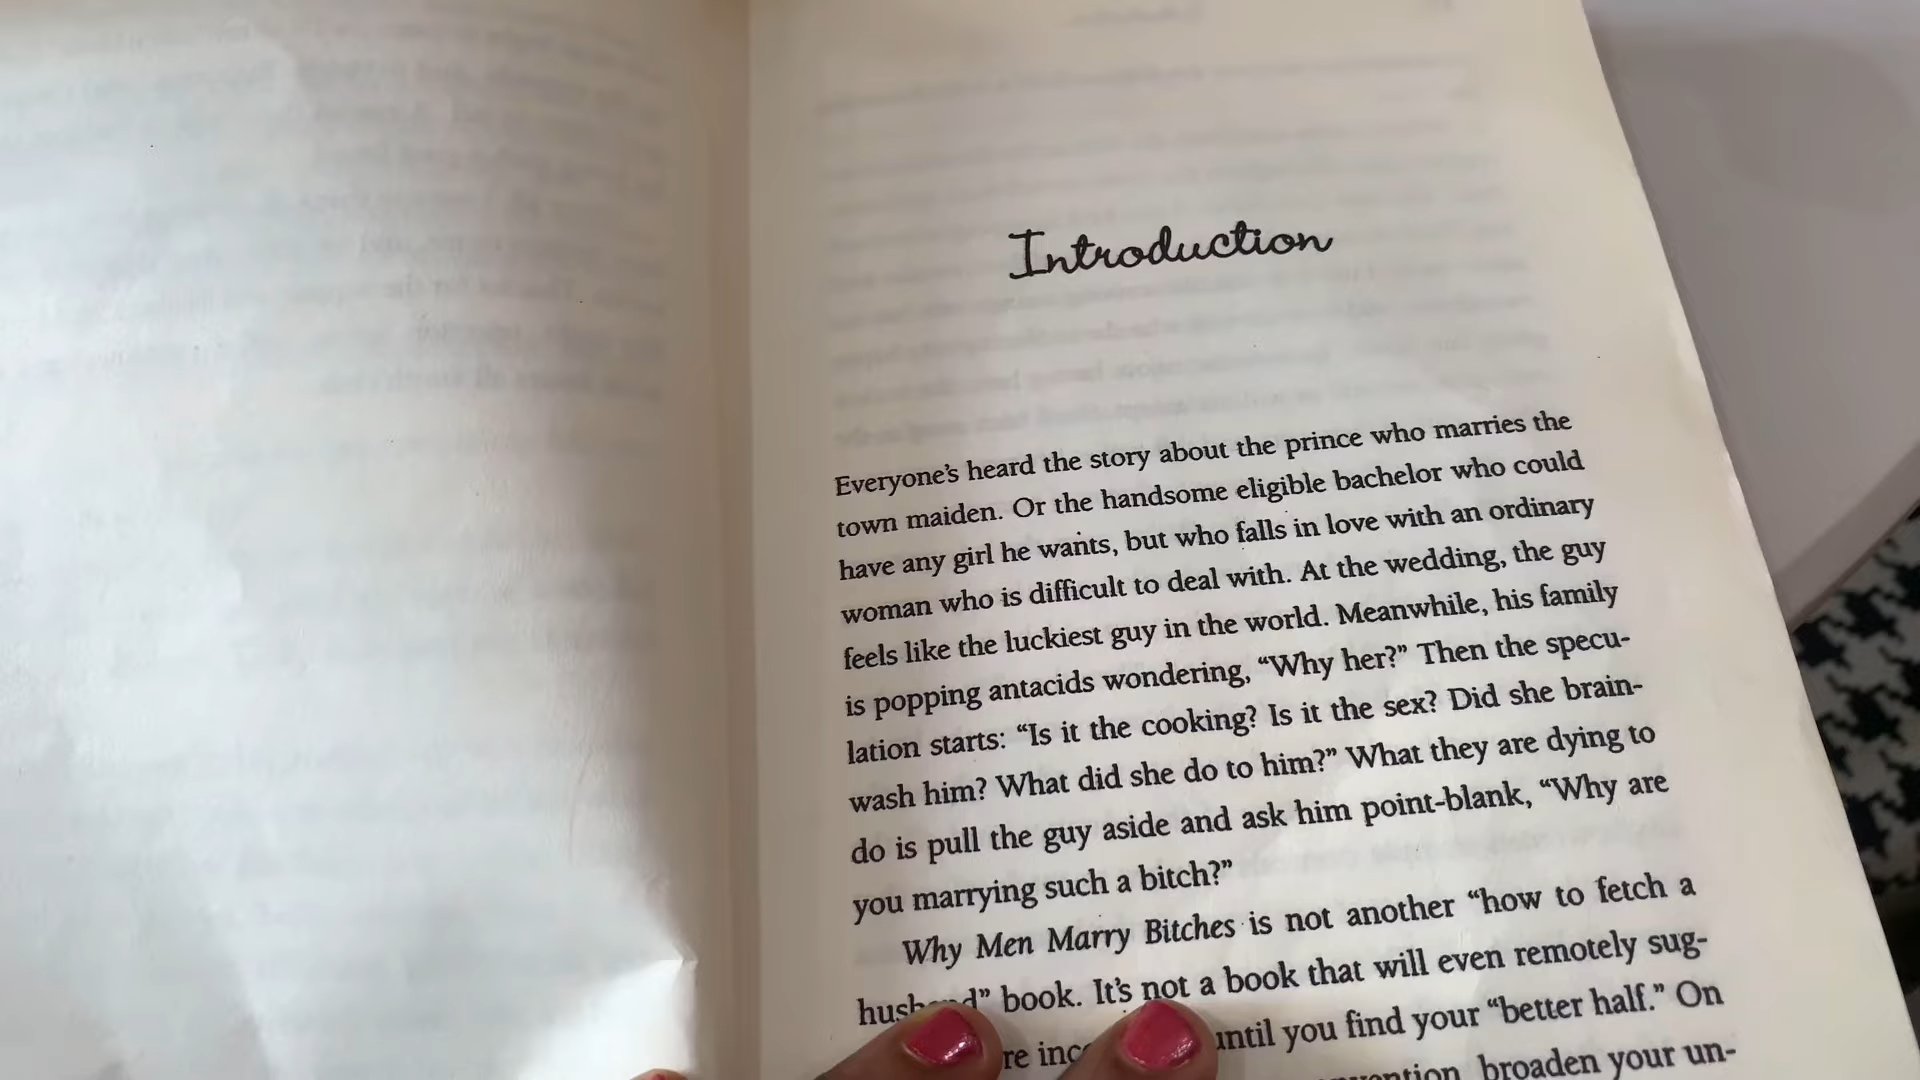 Introduction
Everyone's heard the story about the prince who marries the
town maiden. Or the handsome eligible bachelor who could
have any girl he wants, but who falls in love with an ordinary
woman who is difficult to deal with. At the wedding, the guy
feels like the luckiest guy in the world. Meanwhile, his family
is popping antacids wondering, “Why her?” Then the specu-
lation starts: “Is it the cooking? Is it the sex? Did she brain-
wash him? What did she do to him?” What they are dying to
do is pull the guy aside and ask him point-blank, “Why are
you marrying such a bitch?”
Why Men Marry Bitches is not another “how to fetch a
husband” book. It's not a book that will even remotely sug-
until you find your “better half.” On
broaden your un-